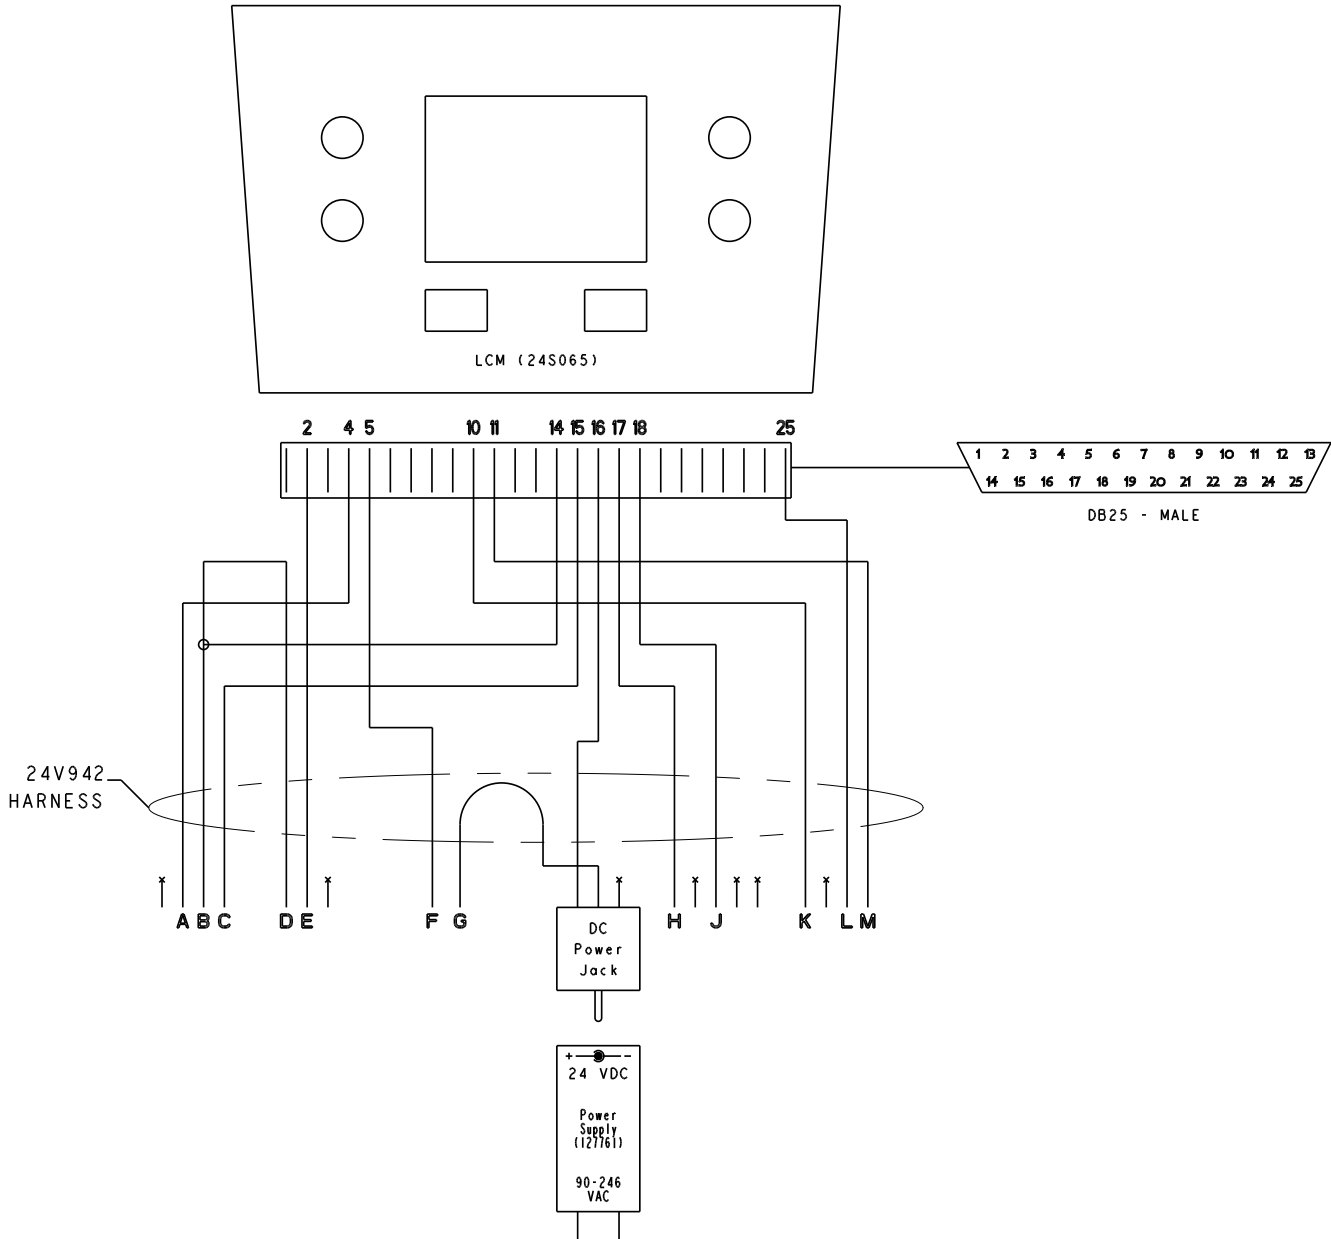 LCM (24S065)
2 4 5 10 11 14 15 16 17 18 25
1 2 3 4 5 6 7 8 9 10 11 12 13
14 15 16 17 18 19 20 21 22 23 24 25
DB25 - MALE
24V942
HARNESS
A B C D E F G H J K L M
DC
Power
Jack
+ -
24 VDC
Power
Supply
(127761)
90-246
VAC